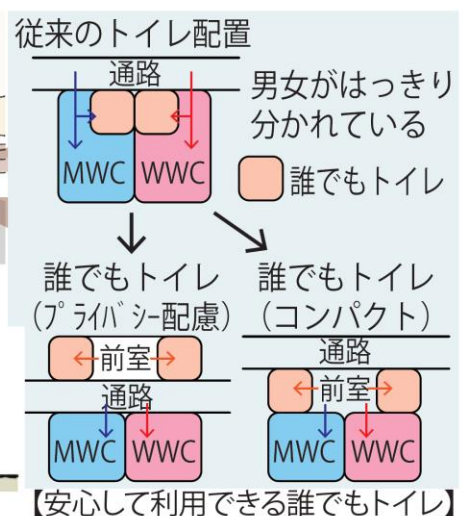 従来のトイレ配置
通路
男女がはっきり
分かれている
MWC WWC
誰でもトイレ
誰でもトイレ
(プライバシー配慮)
前室
通路
MWC WWC
誰でもトイレ
(コンパクト)
通路
前室
MWC WWC
【安心して利用できる誰でもトイレ】